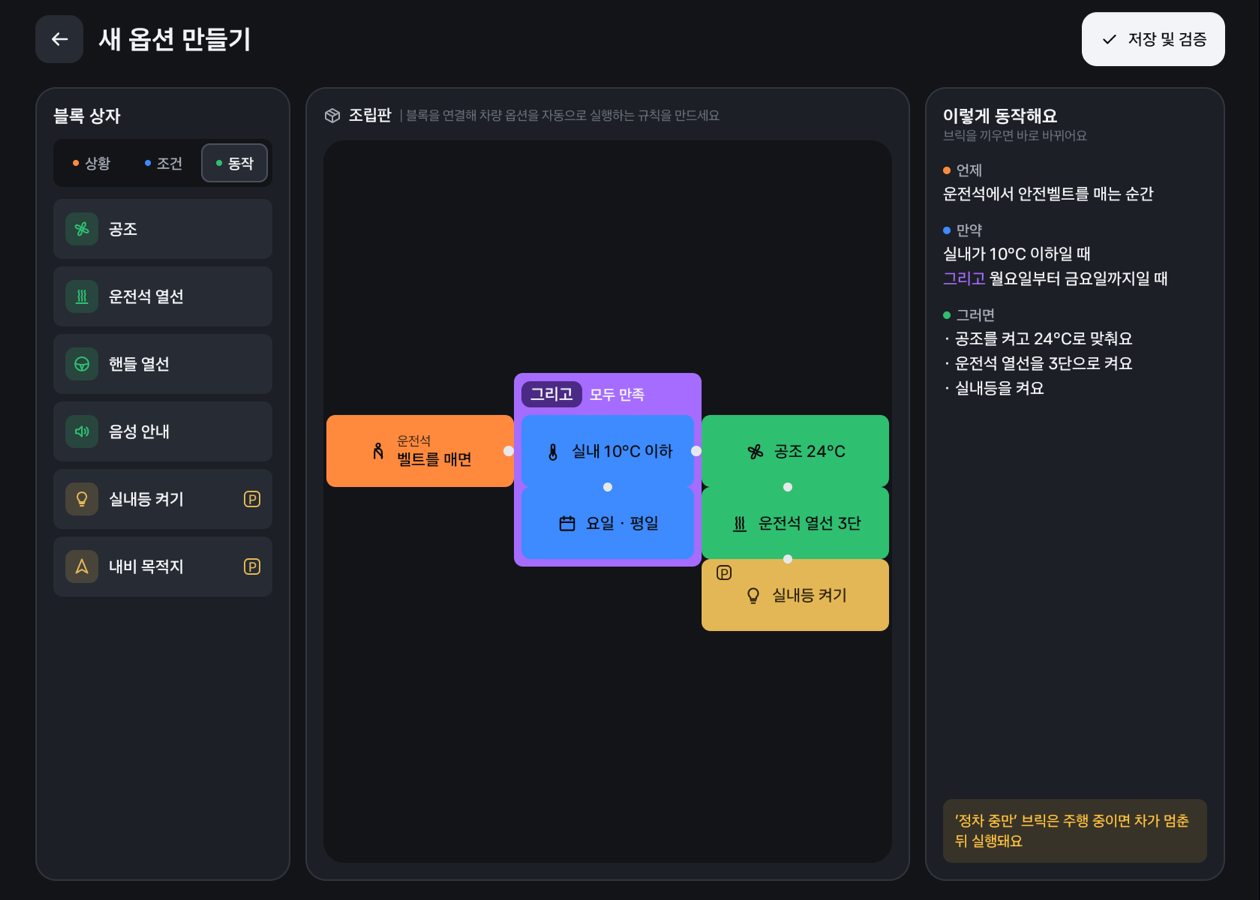 새 옵션 만들기
저장 및 검증
블록 상자
상황
조건
동작
공조
운전석 열선
핸들 열선
음성 안내
실내등 켜기
P
내비 목적지
P
조립판 | 블록을 연결해 차량 옵션을 자동으로 실행하는 규칙을 만드세요
그리고 모두 만족
운전석
벨트를 매면
실내 10°C 이하
공조 24°C
요일 · 평일
운전석 열선 3단
P
실내등 켜기
이렇게 동작해요
브릭을 끼우면 바로 바뀌어요
언제
운전석에서 안전벨트를 매는 순간
만약
실내가 10°C 이하일 때
그리고 월요일부터 금요일까지일 때
그러면
· 공조를 켜고 24°C로 맞춰요
· 운전석 열선을 3단으로 켜요
· 실내등을 켜요
‘정차 중만’ 브릭은 주행 중이면 차가 멈춘
뒤 실행돼요